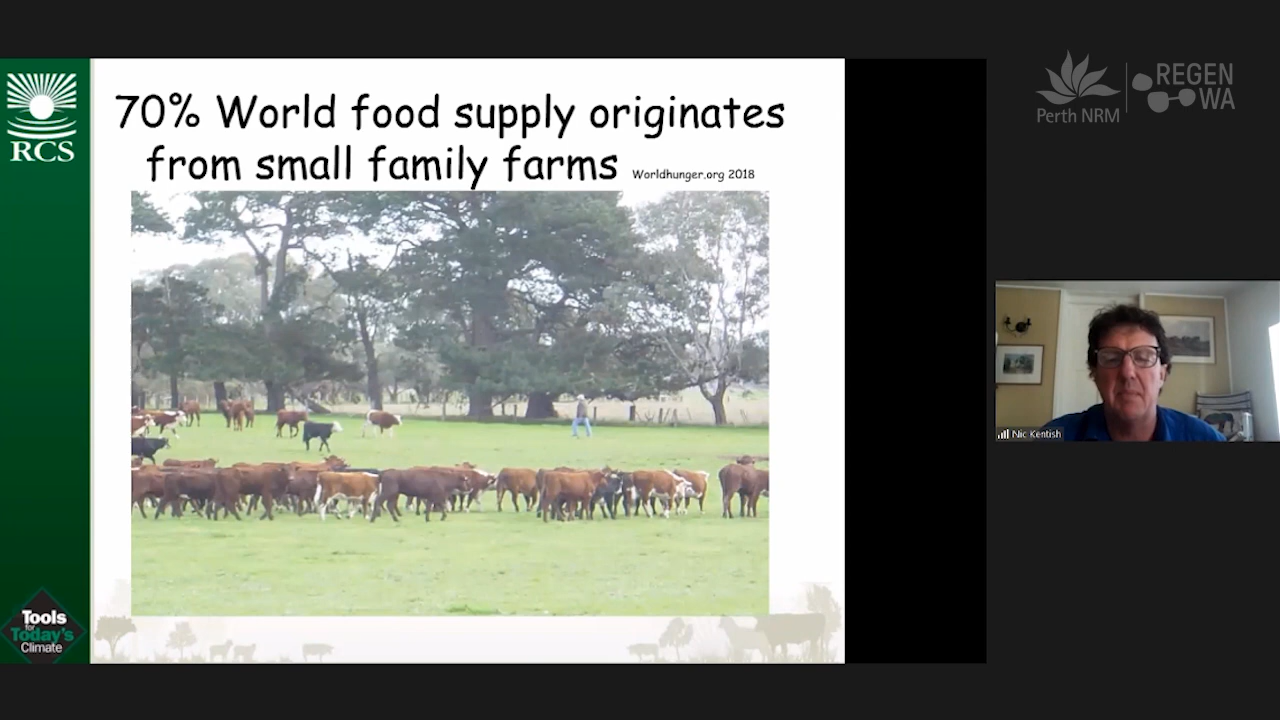 RCS
70% World food supply originates
from small family farms Worldhunger.org 2018
Tools
for
Today's
Climate
Perth NRM
REGEN
WA
Nic Kentish